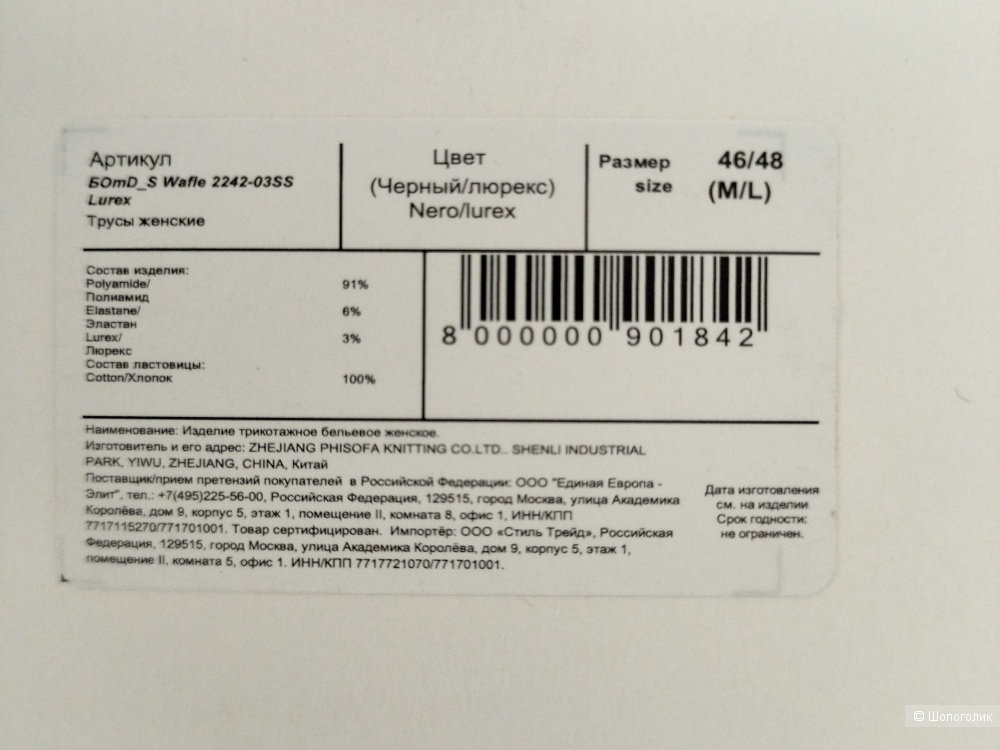 Артикул
БОmD_S Wafle 2242-03SS
Lurex
Трусы женские
Цвет
(Черный/люрекс)
Nero/lurex
Размер 46/48
size (M/L)
Состав изделия:
Polyamide/ 91%
Полиамид
Elastane/ 6%
Эластан
Lurex/ 3%
Люрекс
Состав ластовицы:
Cotton/Хлопок 100%
8 000000 901842
Наименование: Изделие трикотажное бельевое женское.
Изготовитель и его адрес: ZHEJIANG PHISOFA KNITTING CO.LTD.. SHENLI INDUSTRIAL
PARK, YIWU, ZHEJIANG, CHINA, Китай
Поставщик/прием претензий покупателей в Российской Федерации: ООО "Единая Европа -
Элит", тел.: +7(495)225-56-00, Российская Федерация, 129515, город Москва, улица Академика
Королёва, дом 9, корпус 5, этаж 1, помещение II, комната 8, офис 1, ИНН/КПП
7717115270/771701001. Товар сертифицирован. Импортёр: ООО «Стиль Трейд», Российская
Федерация, 129515, город Москва, улица Академика Королёва, дом 9, корпус 5, этаж 1,
помещение II, комната 5, офис 1. ИНН/КПП 7717721070/771701001.
Дата изготовления
см. на изделии
Срок годности:
не ограничен.
© Шопоголик